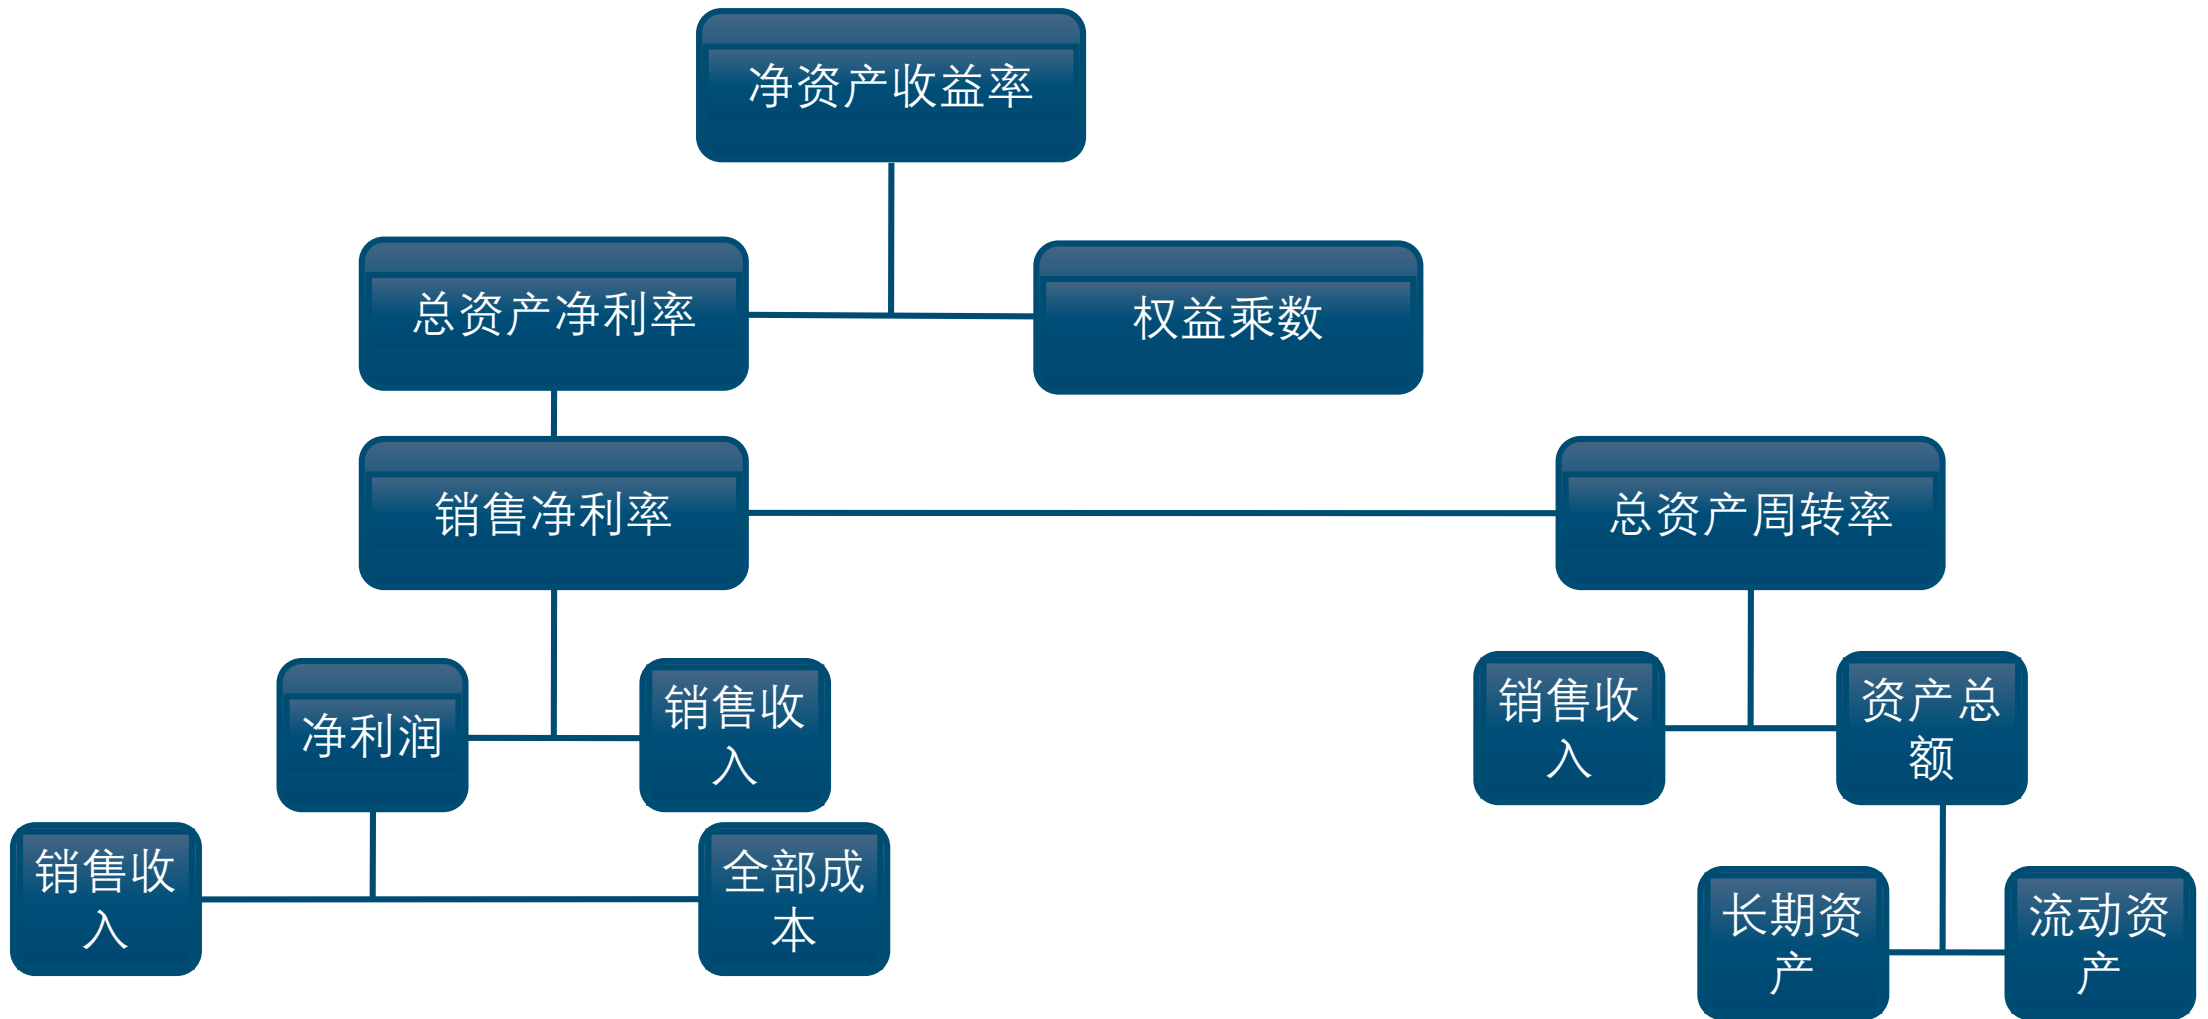 净资产收益率
总资产净利率
权益乘数
销售净利率
总资产周转率
净利润
销售收
入
销售收
入
资产总
额
销售收
入
全部成
本
长期资
产
流动资
产